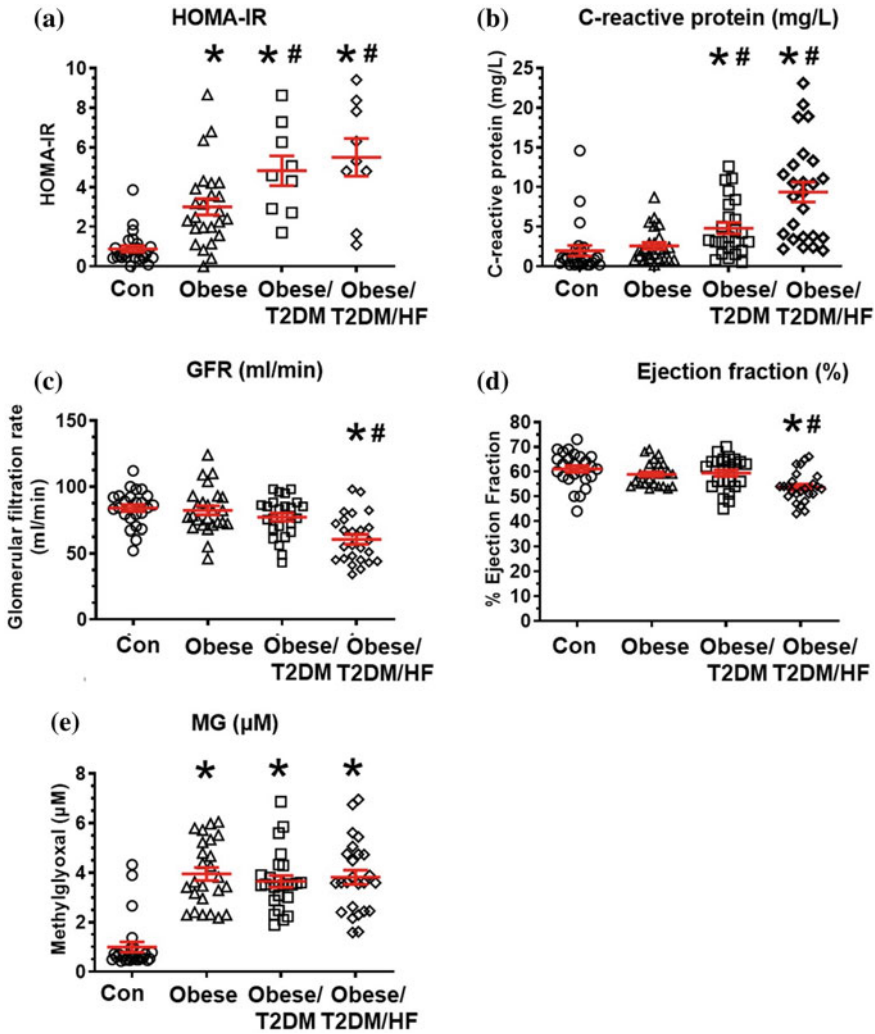 (a)
HOMA-IR
* * # * #
HOMA-IR
10
8
6
4
2
0
Con Obese Obese/ Obese/
T2DM T2DM/HF
(b)
C-reactive protein (mg/L)
* # * #
C-reactive protein (mg/L)
25
20
15
10
5
0
Con Obese Obese/ Obese/
T2DM T2DM/HF
(c)
GFR (ml/min)
* #
Glomerular filtration rate
(ml/min)
150
100
50
0
Con Obese Obese/ Obese/
T2DM T2DM/HF
(d)
Ejection fraction (%)
* #
% Ejection Fraction
80
70
60
50
40
30
20
10
0
Con Obese Obese/ Obese/
T2DM T2DM/HF
(e)
MG (µM)
* * *
Methylglyoxal (µM)
8
6
4
2
0
Con Obese Obese/ Obese/
T2DM T2DM/HF